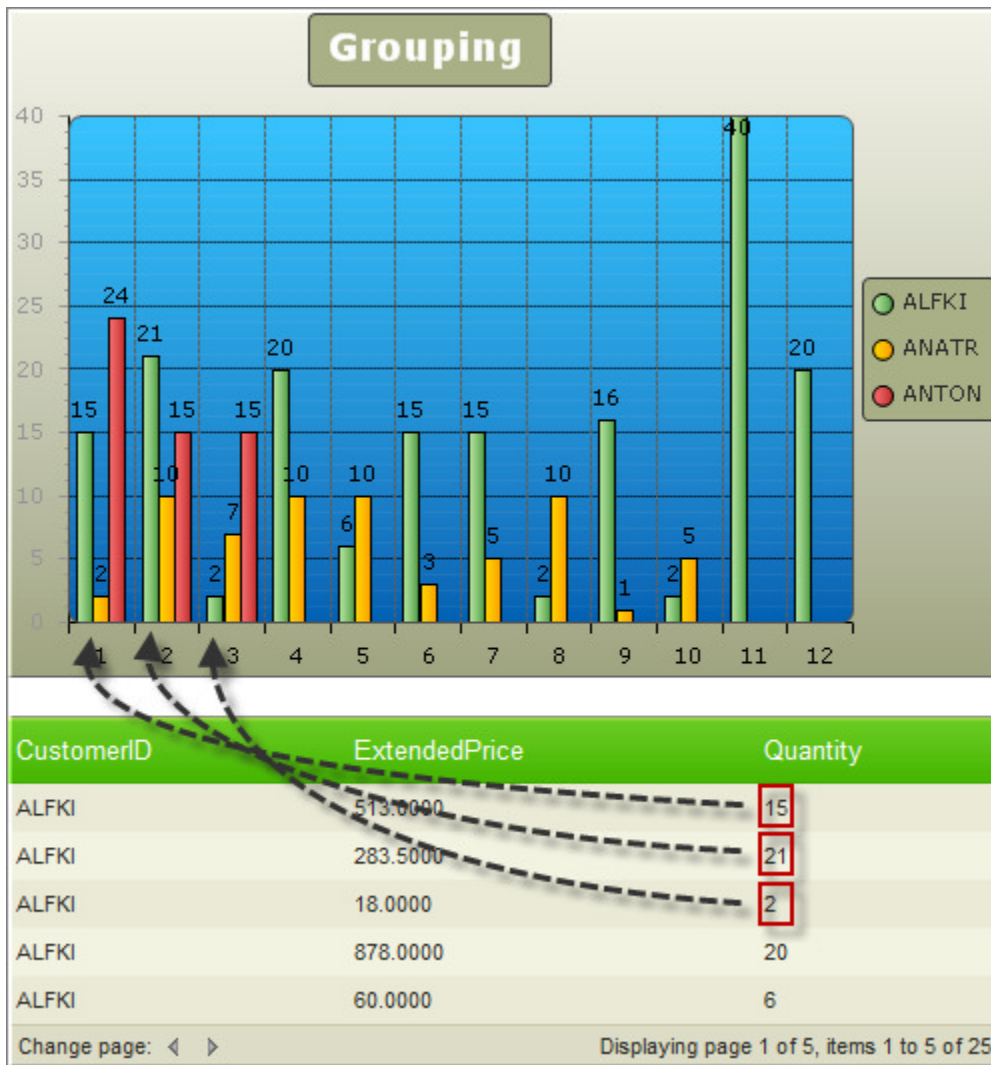 Grouping
40
35
30
25
20
15
10
5
0
15
2
24
21
10
15
2
7
15
20
10
6
10
15
3
15
5
2
10
16
1
2
5
40
20
1 2 3 4 5 6 7 8 9 10 11 12
ALFKI
ANATR
ANTON
CustomerID ExtendedPrice Quantity
ALFKI 513.0000 15
ALFKI 283.5000 21
ALFKI 18.0000 2
ALFKI 878.0000 20
ALFKI 60.0000 6
Change page: Displaying page 1 of 5, items 1 to 5 of 25